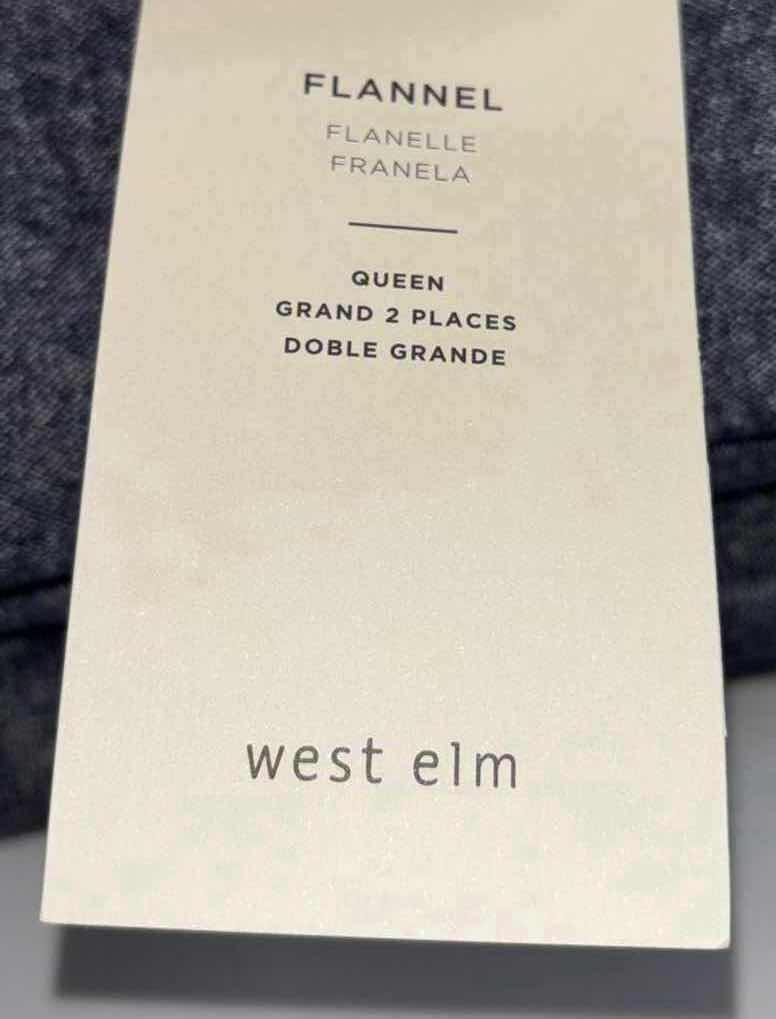 FLANNEL
FLANELLE
FRANELA
QUEEN
GRAND 2 PLACES
DOBLE GRANDE
west elm